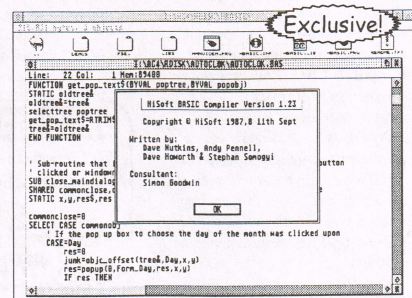 Exclusive!
I:\AC4\RDISK\AUTOCLOK\AUTOCLOK.BAS
Line: 22 Col: 1 Mem:89408
FUNCTION get_pop_text$(BYVAL poptree,BYVAL popobj)
STATIC oldtree&
oldtree&=tree&
selecttree poptree
get_pop_text=RTRIM$
tree&=oldtree&
END FUNCTION
HiSoft BASIC Compiler Version 1.23
Copyright © HiSoft 1987,8 11th Sept
Written by:
Dave Nutkins, Andy Pennell,
Dave Howorth & Stephan Somogyi
Consultant:
Simon Goodwin
OK
' Sub-routine that button
' clicked or window
SUB close_maindialo
SHARED commonclose,
STATIC x,y,res$,res
commonclose=0
SELECT CASE commonobj
' If the pop up box to choose the day of the month was clicked upon
CASE=Day
res=0
junk=objc_offset(tree&,Day,x,y)
res=popup(0,Form_Day,res,x,y)
IF res THEN